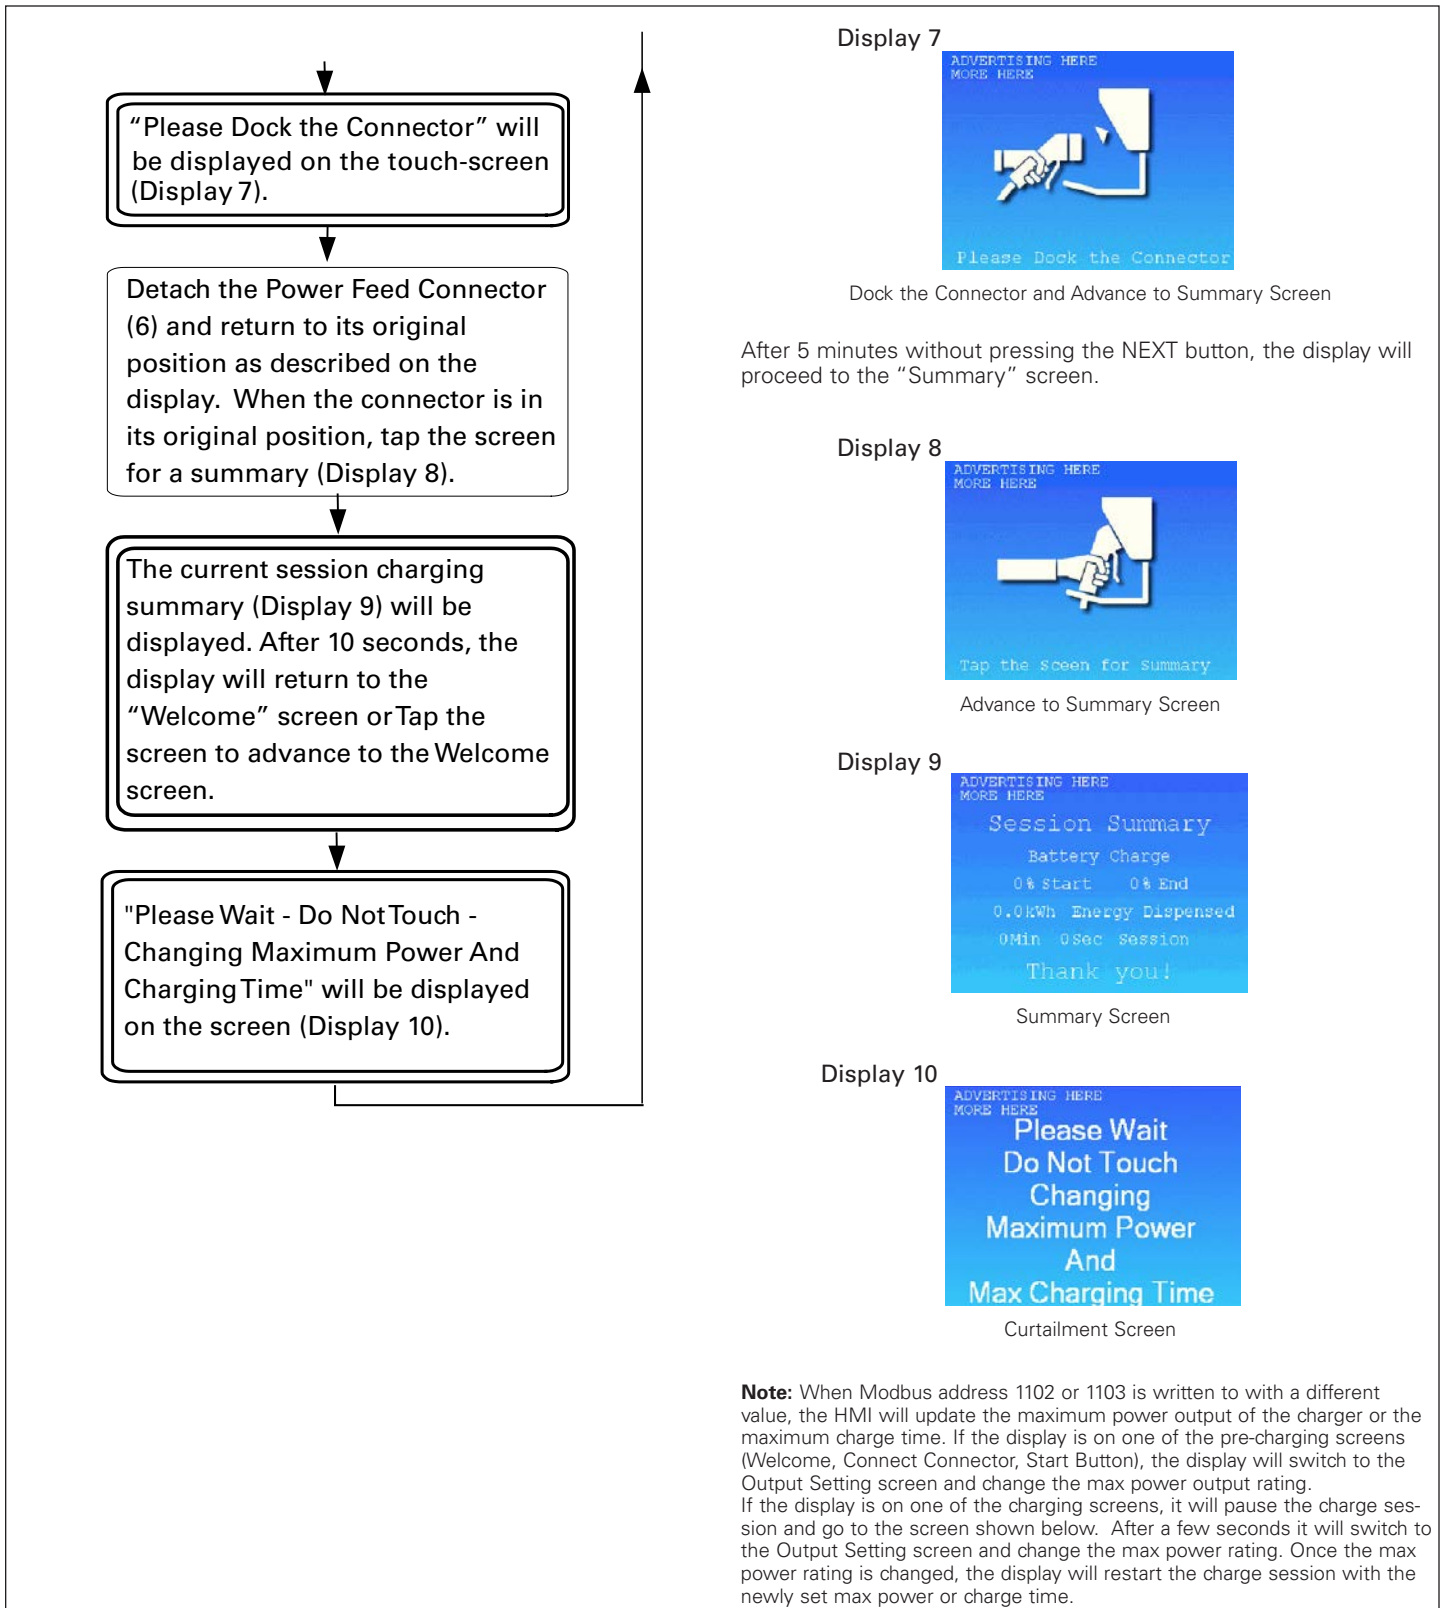 “Please Dock the Connector” will
be displayed on the touch-screen
(Display 7).
Detach the Power Feed Connector
(6) and return to its original
position as described on the
display. When the connector is in
its original position, tap the screen
for a summary (Display 8).
The current session charging
summary (Display 9) will be
displayed. After 10 seconds, the
display will return to the
“Welcome” screen or Tap the
screen to advance to the Welcome
screen.
"Please Wait - Do Not Touch -
Changing Maximum Power And
Charging Time" will be displayed
on the screen (Display 10).
Display 7
ADVERTISING HERE
MORE HERE
Please Dock the Connector
Dock the Connector and Advance to Summary Screen
After 5 minutes without pressing the NEXT button, the display will
proceed to the “Summary” screen.
Display 8
ADVERTISING HERE
MORE HERE
Tap the Sceen for Summary
Advance to Summary Screen
Display 9
ADVERTISING HERE
MORE HERE
Session Summary
Battery Charge
0% Start 0% End
0.0kWh Energy Dispensed
0Min 0Sec Session
Thank you!
Summary Screen
Display 10
ADVERTISING HERE
MORE HERE
Please Wait
Do Not Touch
Changing
Maximum Power
And
Max Charging Time
Curtailment Screen
Note: When Modbus address 1102 or 1103 is written to with a different
value, the HMI will update the maximum power output of the charger or the
maximum charge time. If the display is on one of the pre-charging screens
(Welcome, Connect Connector, Start Button), the display will switch to the
Output Setting screen and change the max power output rating.
If the display is on one of the charging screens, it will pause the charge ses-
sion and go to the screen shown below. After a few seconds it will switch to
the Output Setting screen and change the max power rating. Once the max
power rating is changed, the display will restart the charge session with the
newly set max power or charge time.